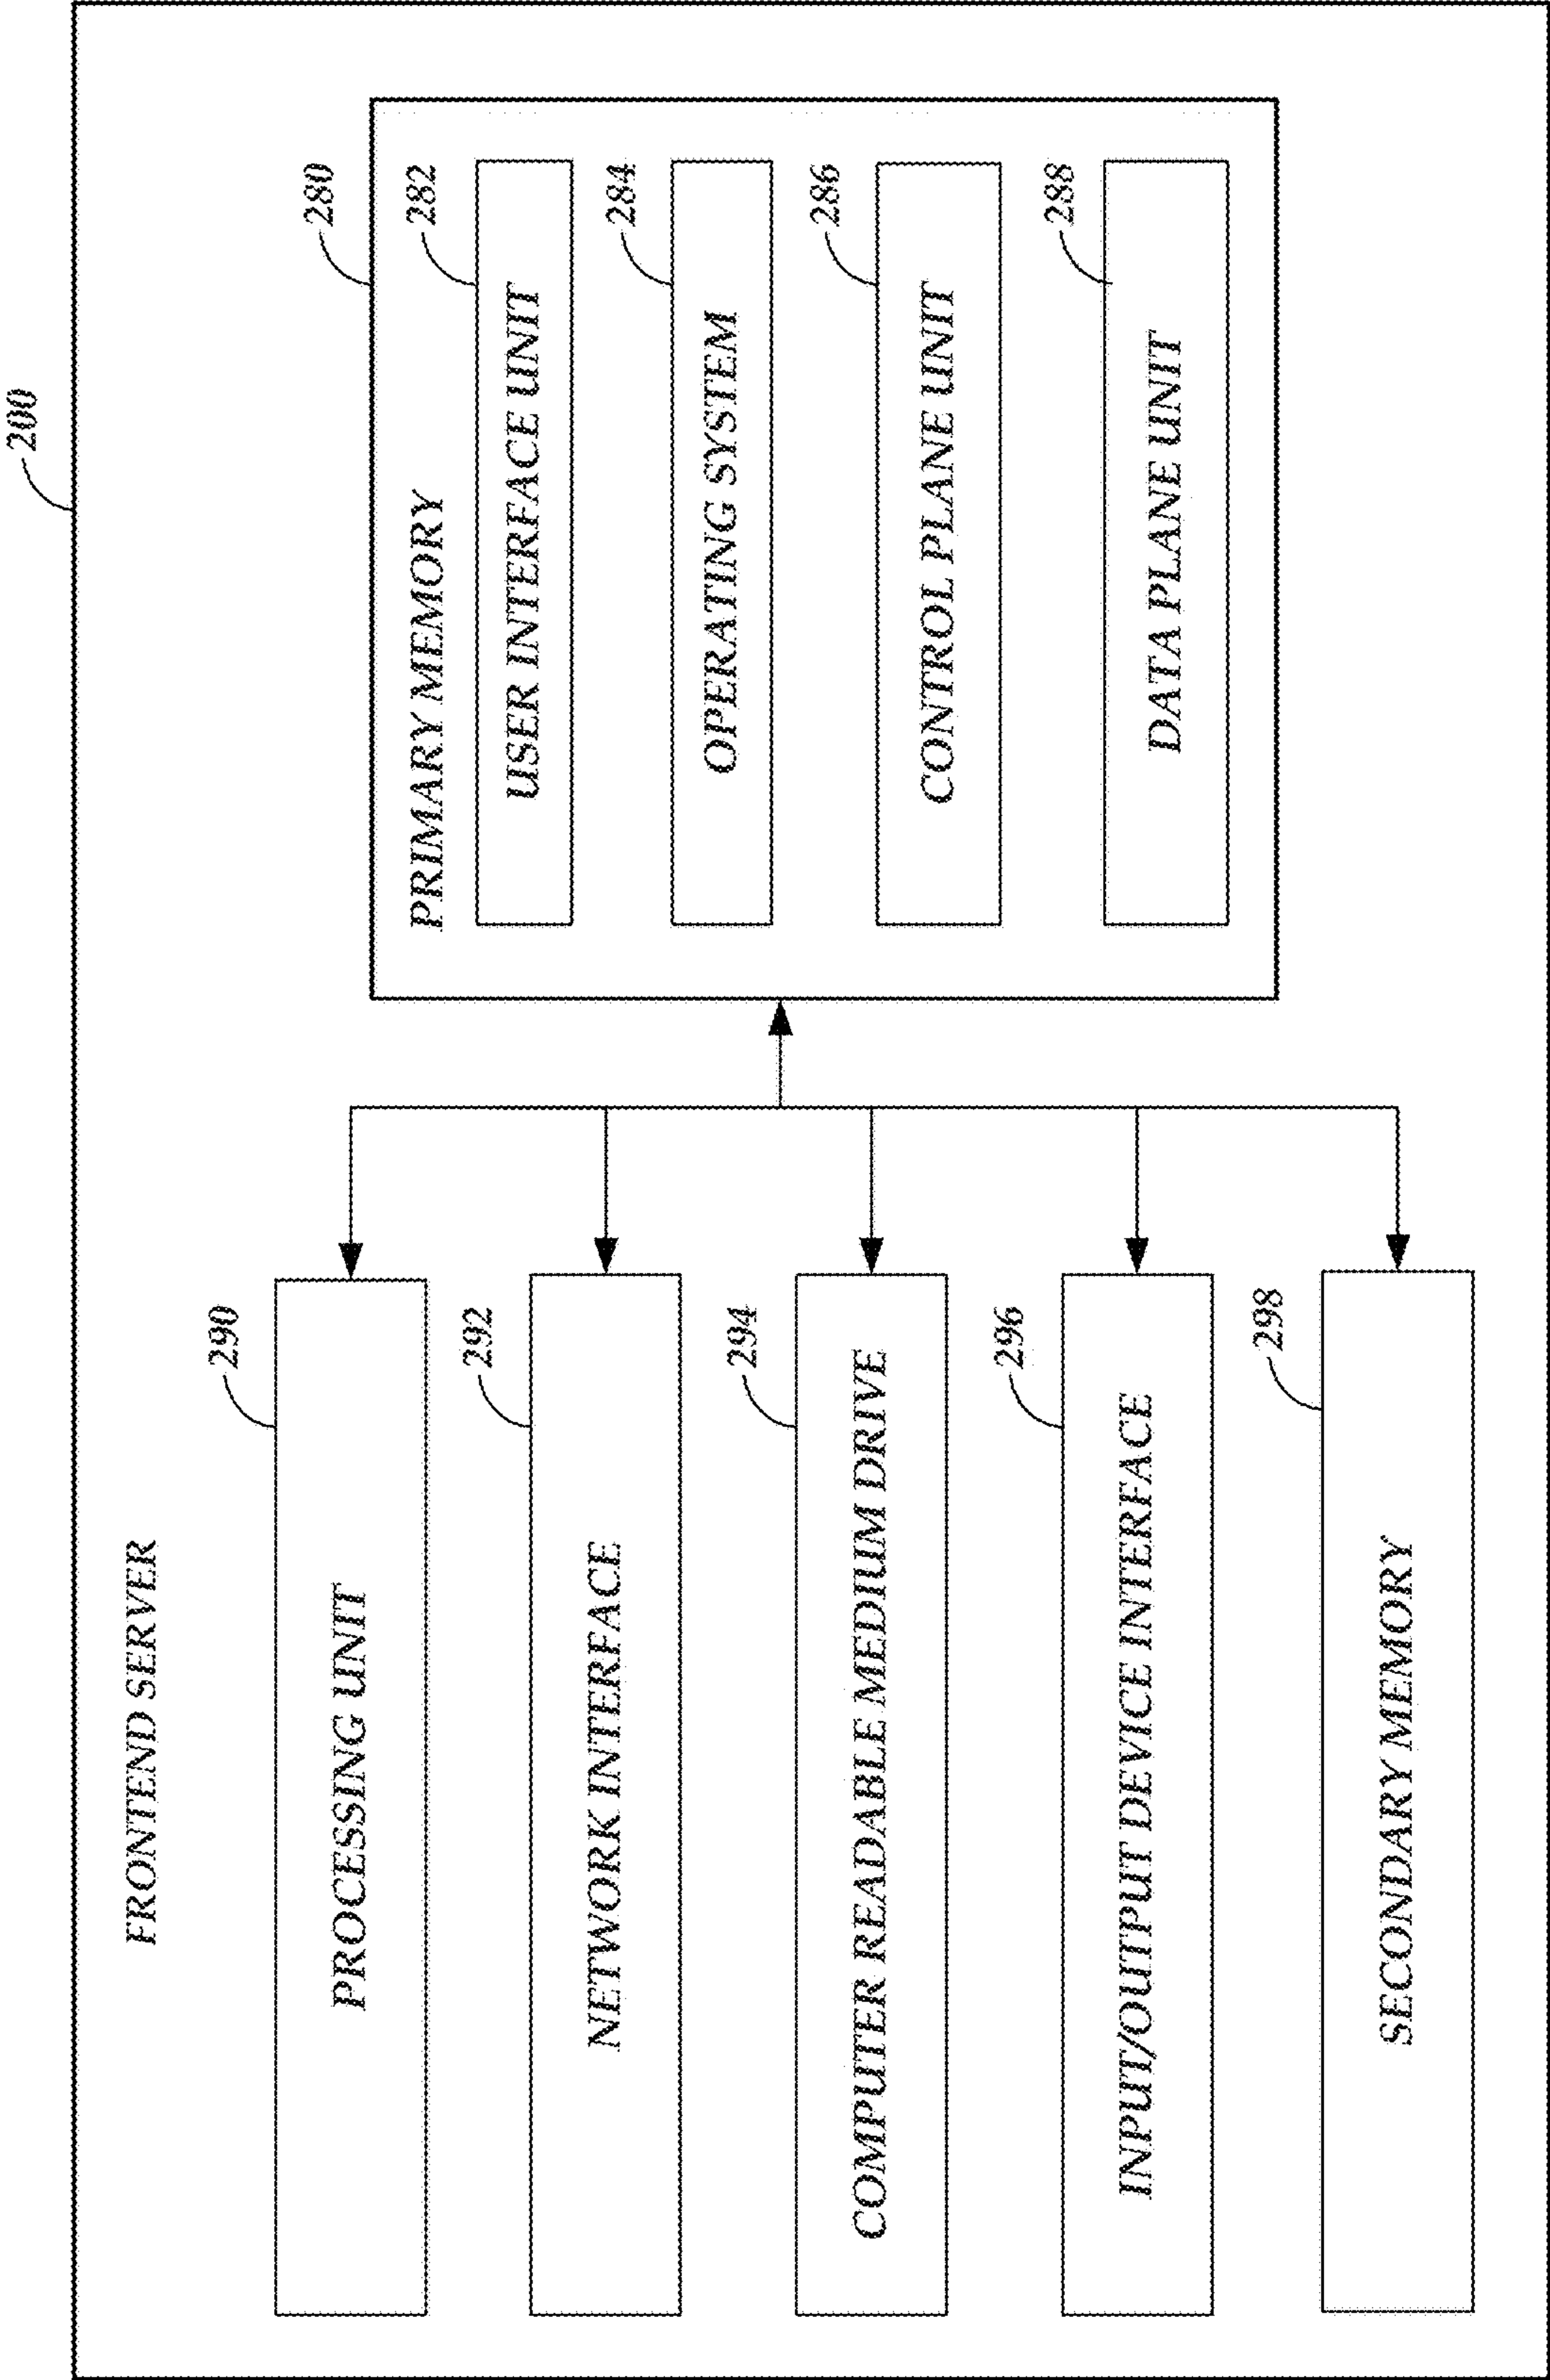 200
FRONTEND SERVER
290
PROCESSING UNIT
292
NETWORK INTERFACE
294
COMPUTER READABLE MEDIUM DRIVE
296
INPUT/OUTPUT DEVICE INTERFACE
298
SECONDARY MEMORY
280
PRIMARY MEMORY
282
USER INTERFACE UNIT
284
OPERATING SYSTEM
286
CONTROL PLANE UNIT
288
DATA PLANE UNIT